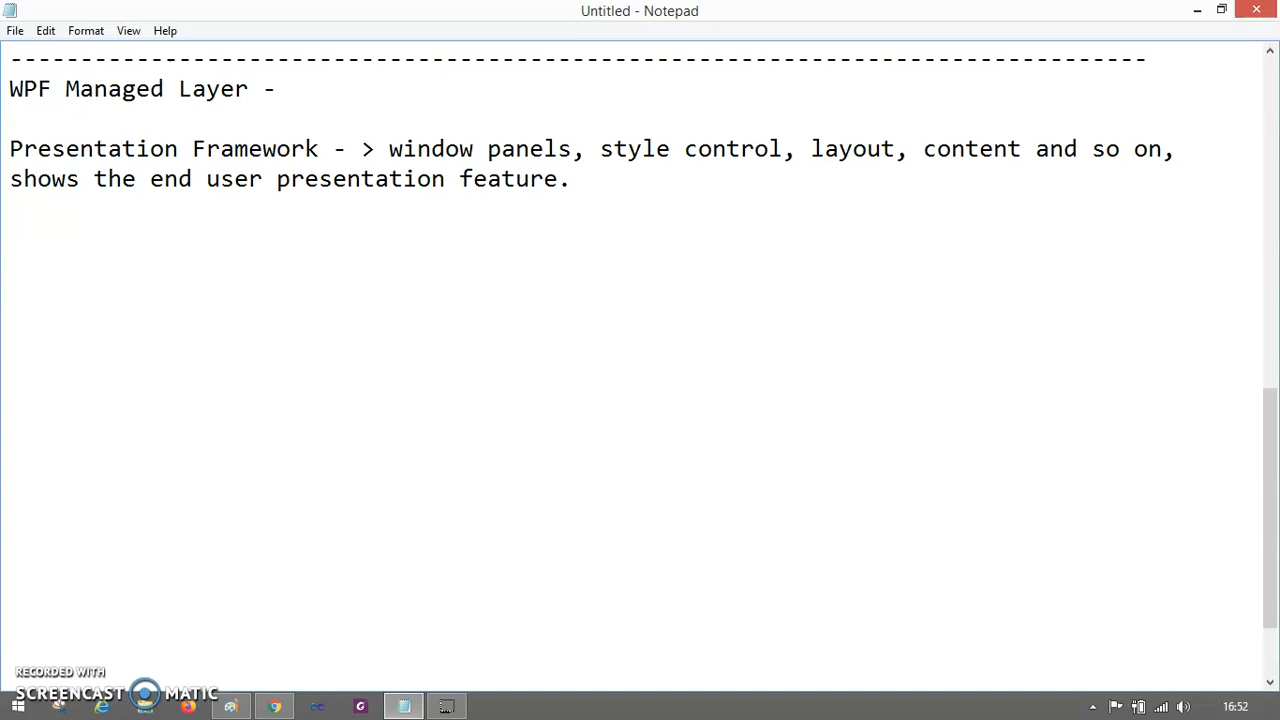 Untitled - Notepad
File Edit Format View Help
---------------------------------------------------------------------------------
WPF Managed Layer -
Presentation Framework - > window panels, style control, layout, content and so on,
shows the end user presentation feature.
RECORDED WITH
SCREENCAST MATIC
16:52